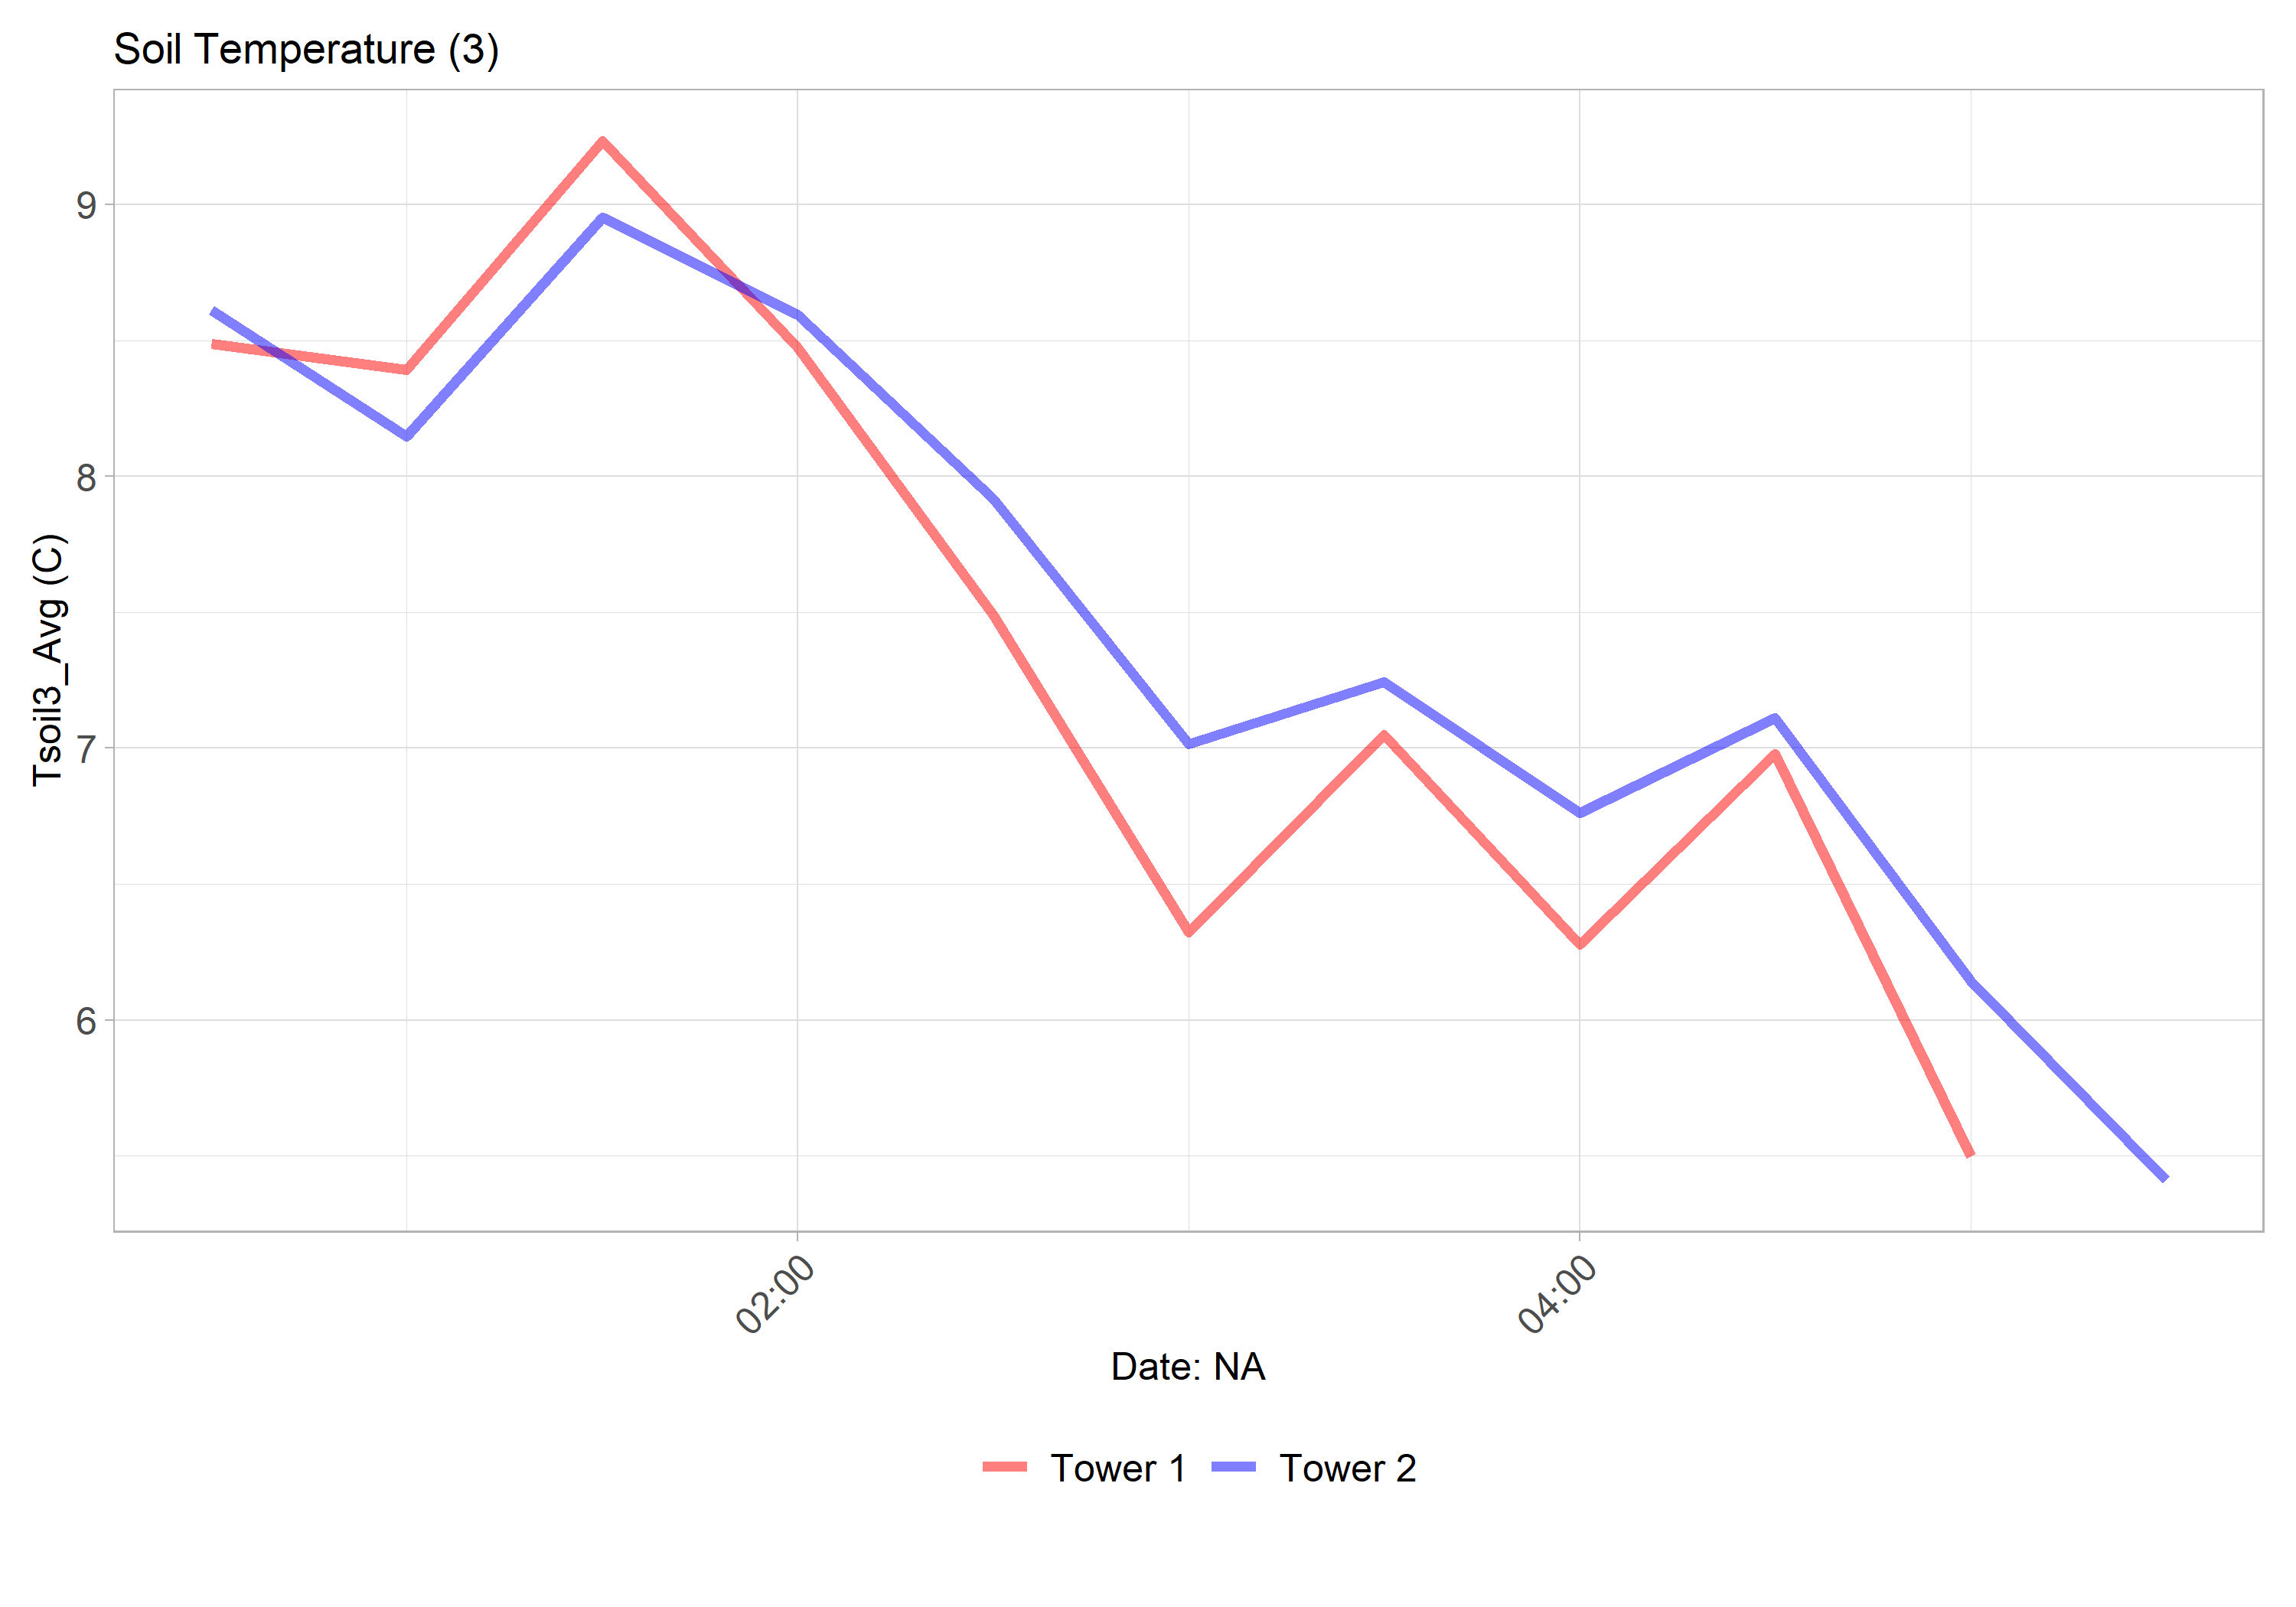 Soil Temperature (3)
Tsoil3_Avg (C)
9
8
7
6
02:00
04:00
Date: NA
Tower 1
Tower 2